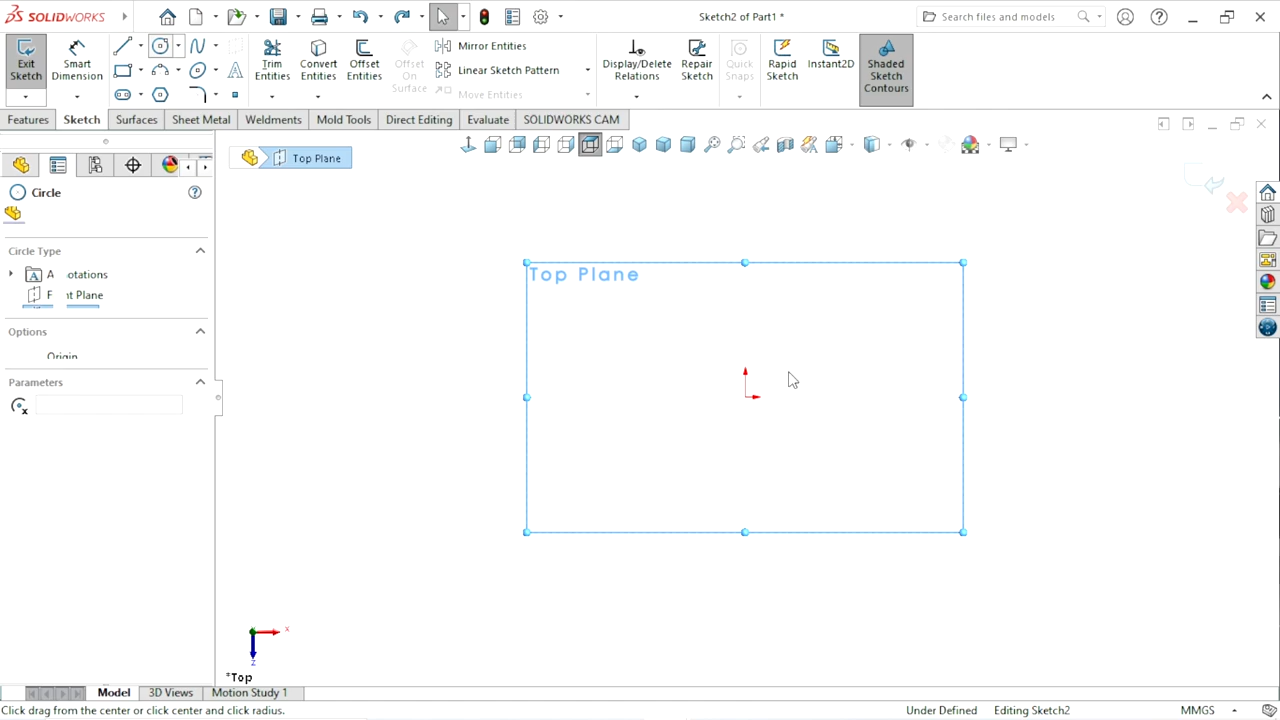 SOLIDWORKS
Sketch2 of Part1 *
Search files and models
Exit Sketch
Smart Dimension
Trim Entities
Convert Entities
Offset Entities
Offset On Surface
Mirror Entities
Linear Sketch Pattern
Move Entities
Display/Delete Relations
Repair Sketch
Quick Snaps
Rapid Sketch
Instant2D
Shaded Sketch Contours
Features
Sketch
Surfaces
Sheet Metal
Weldments
Mold Tools
Direct Editing
Evaluate
SOLIDWORKS CAM
Top Plane
Circle
Circle Type
A otations
F t Plane
Options
Origin
Parameters
Top Plane
x
z
*Top
Model
3D Views
Motion Study 1
Click drag from the center or click center and click radius.
Under Defined
Editing Sketch2
MMGS